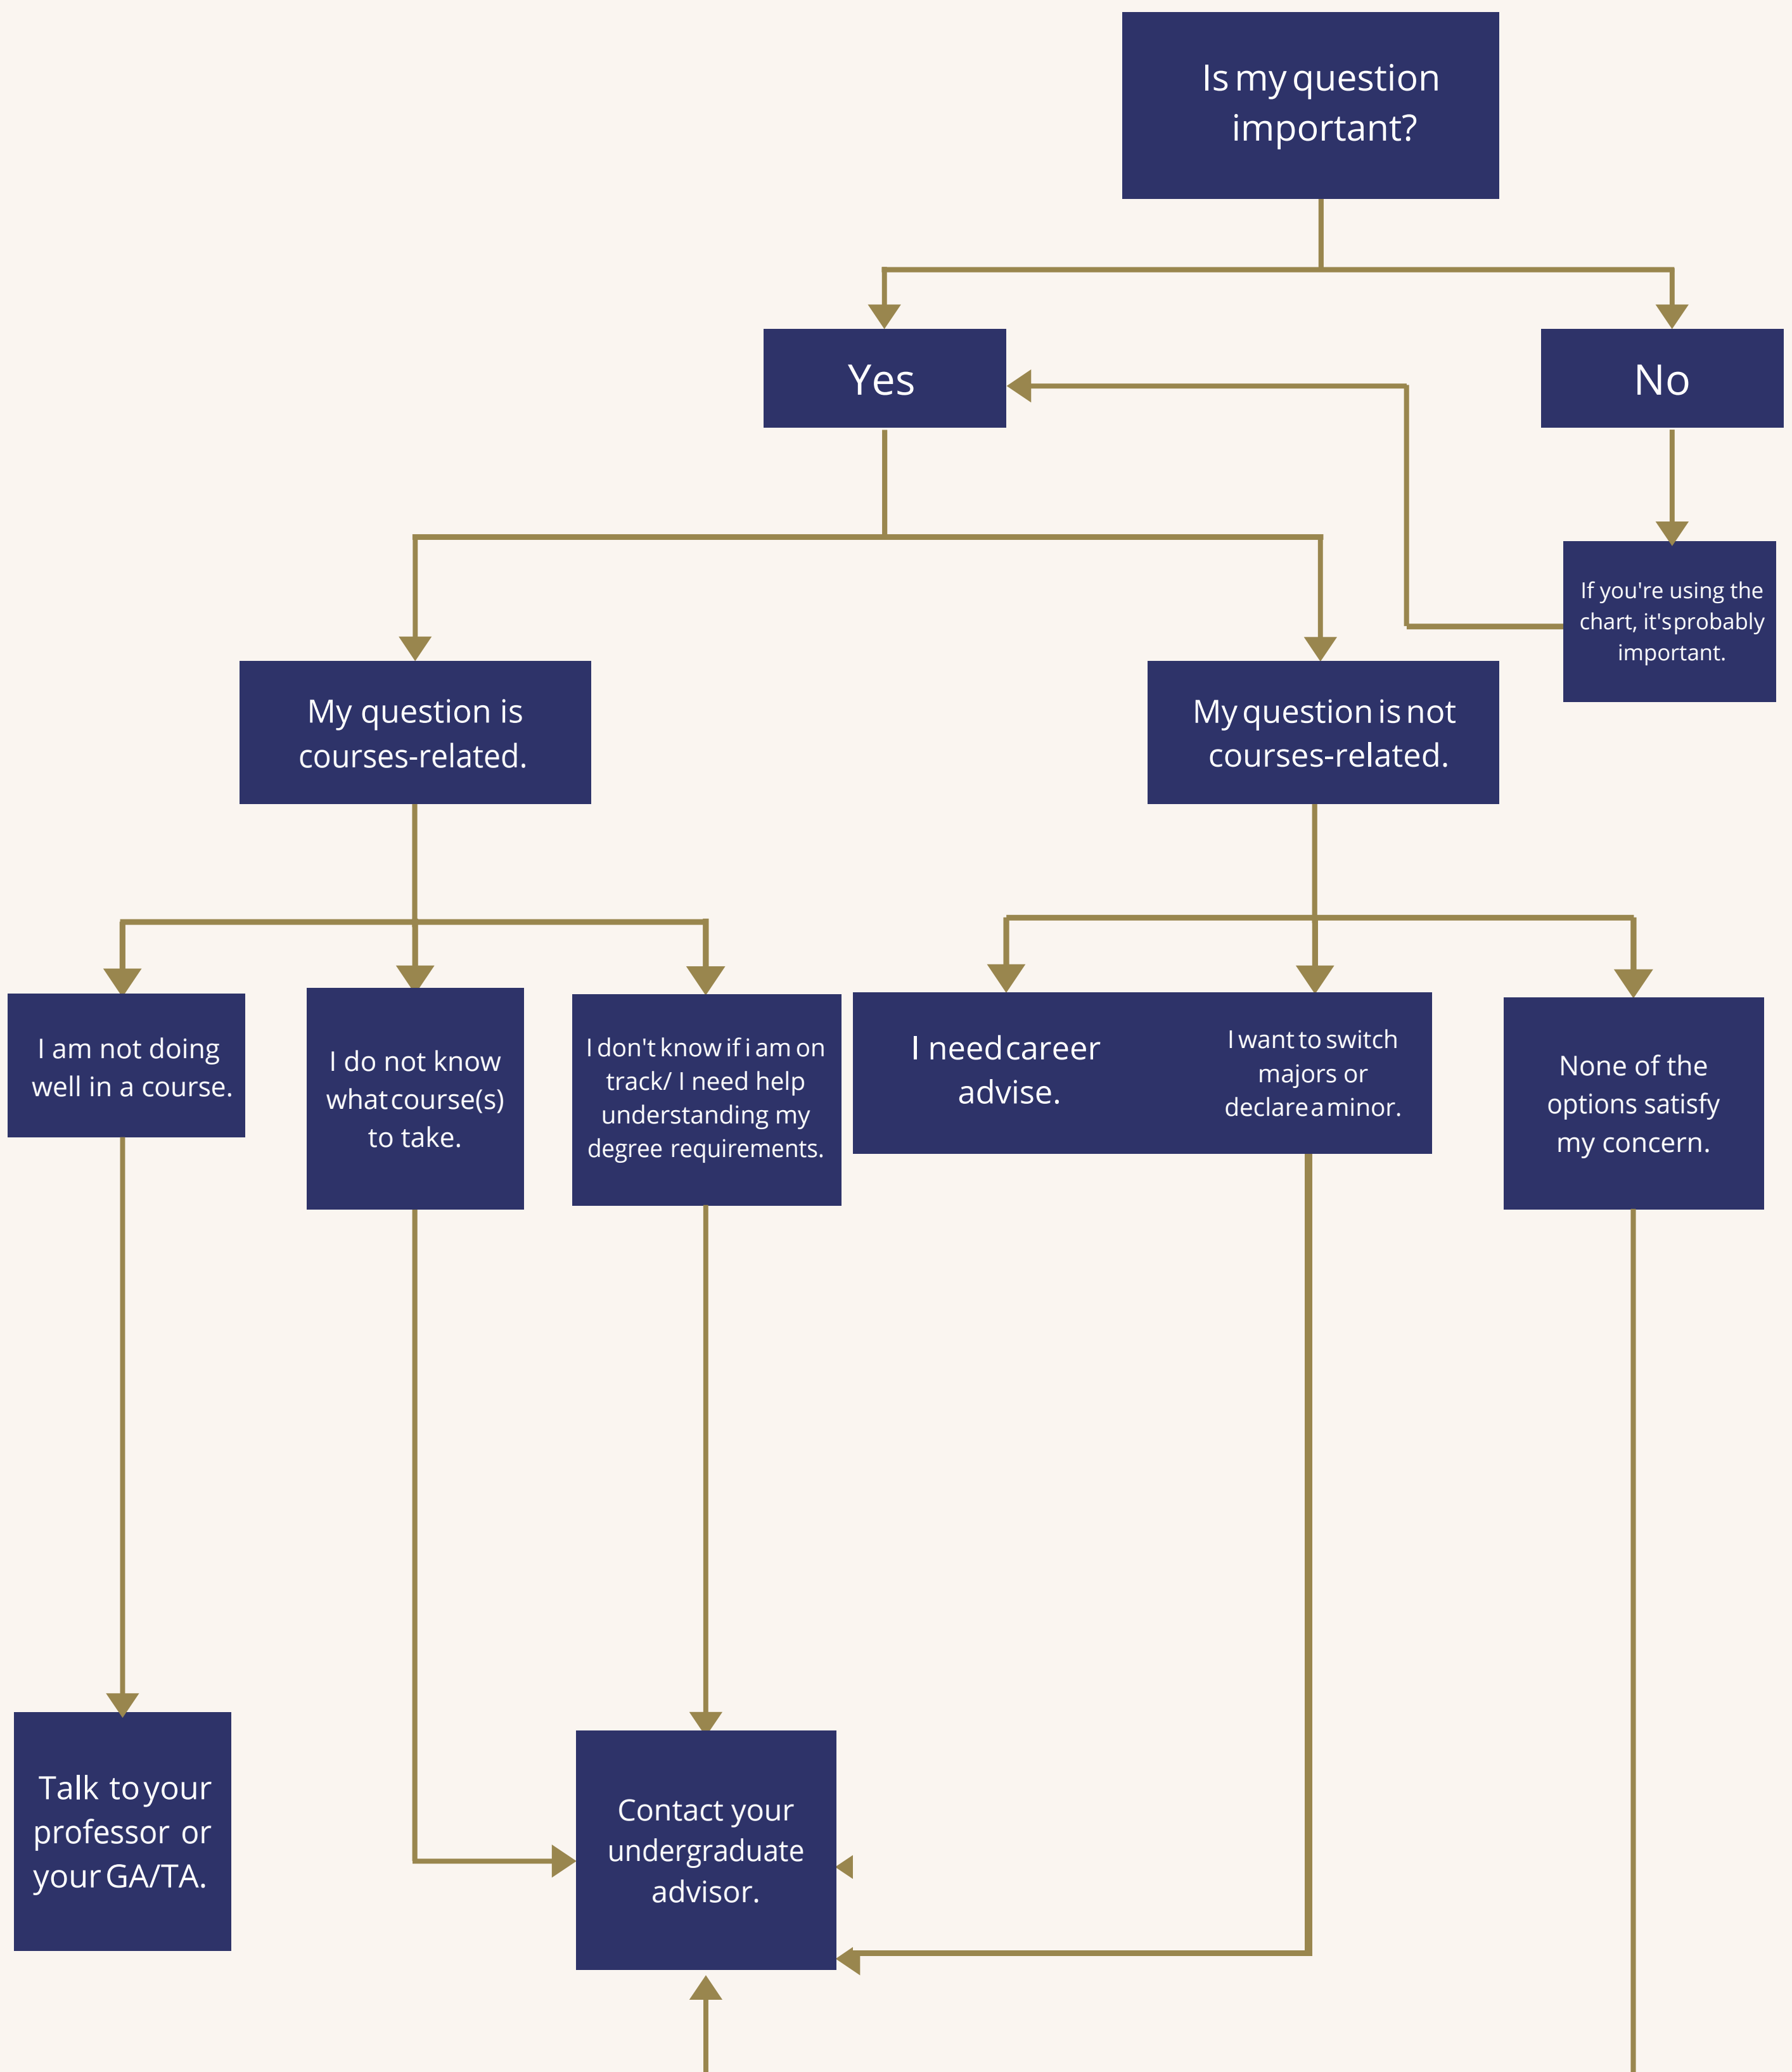 Is my question
important?
Yes
No
If you're using the
chart, it's probably
important.
My question is
courses-related.
My question is not
courses-related.
I am not doing
well in a course.
I do not know
what course(s)
to take.
I don't know if i am on
track/ I need help
understanding my
degree requirements.
I need career
advise.
I want to switch
majors or
declare a minor.
None of the
options satisfy
my concern.
Talk to your
professor or
your GA/TA.
Contact your
undergraduate
advisor.